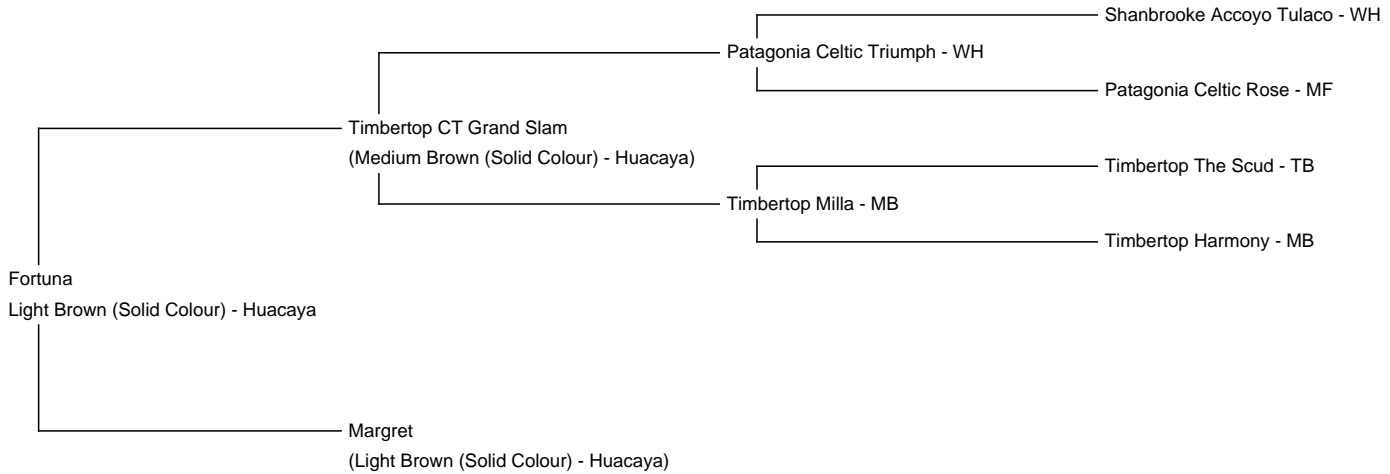 Shanbrooke Accoyo Tulaco - WH
Patagonia Celtic Triumph - WH
Patagonia Celtic Rose - MF
Timbertop CT Grand Slam
(Medium Brown (Solid Colour) - Huacaya)
Timbertop The Scud - TB
Timbertop Milla - MB
Timbertop Harmony - MB
Fortuna
Light Brown (Solid Colour) - Huacaya
Margret
(Light Brown (Solid Colour) - Huacaya)